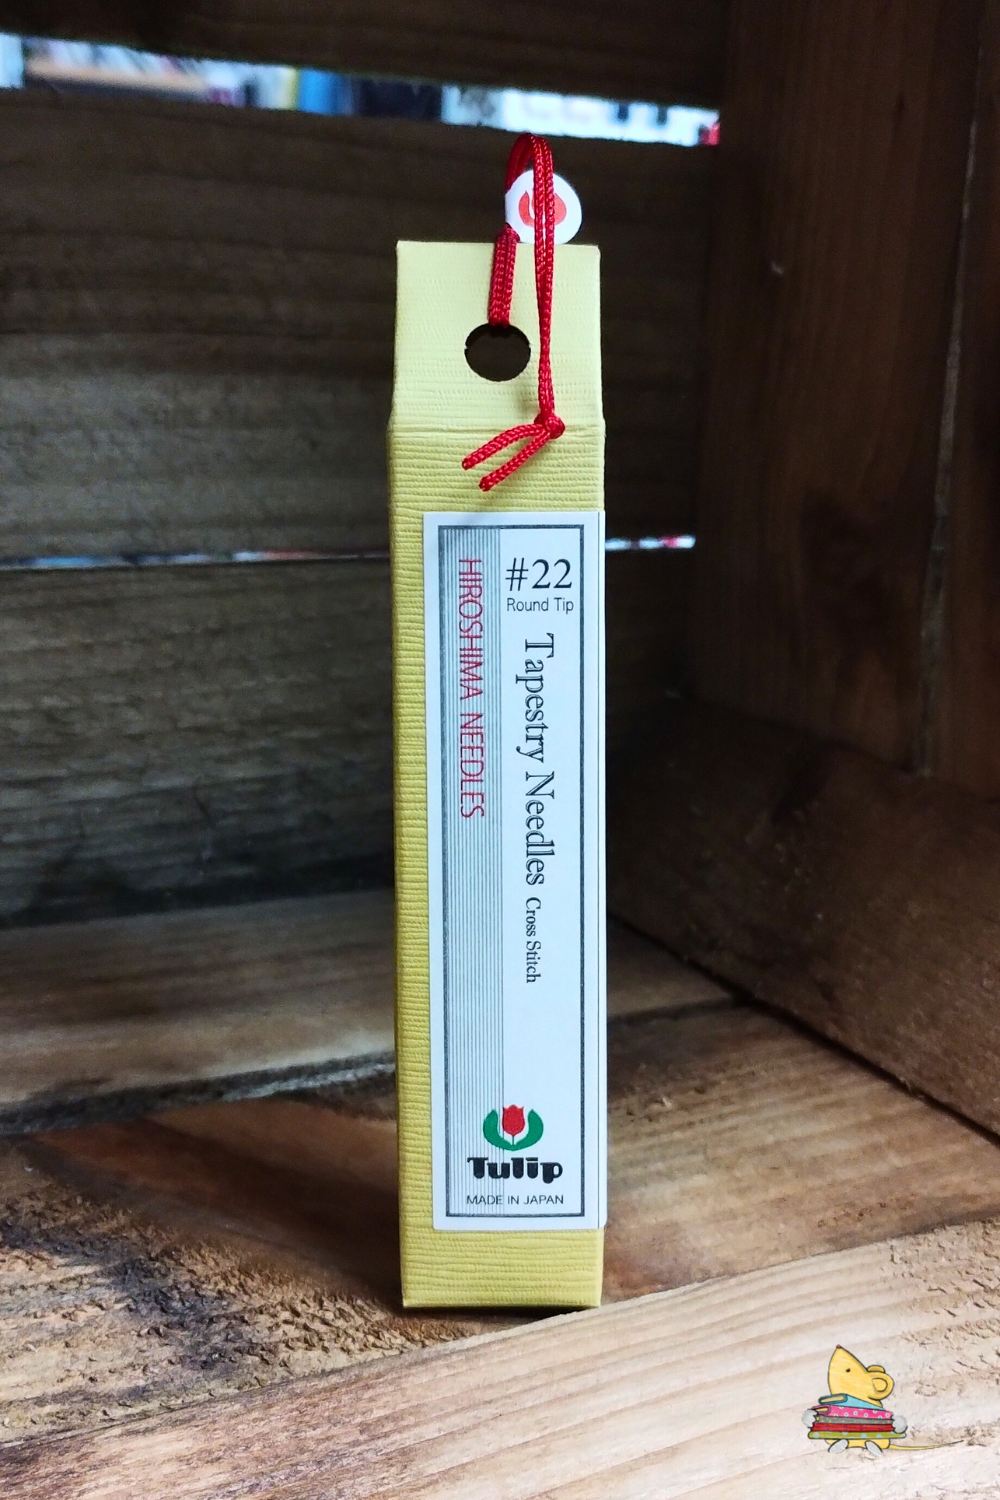 #22
Round Tip
Tapestry Needles Cross Stitch
HIROSHIMA NEEDLES
Tulip
MADE IN JAPAN